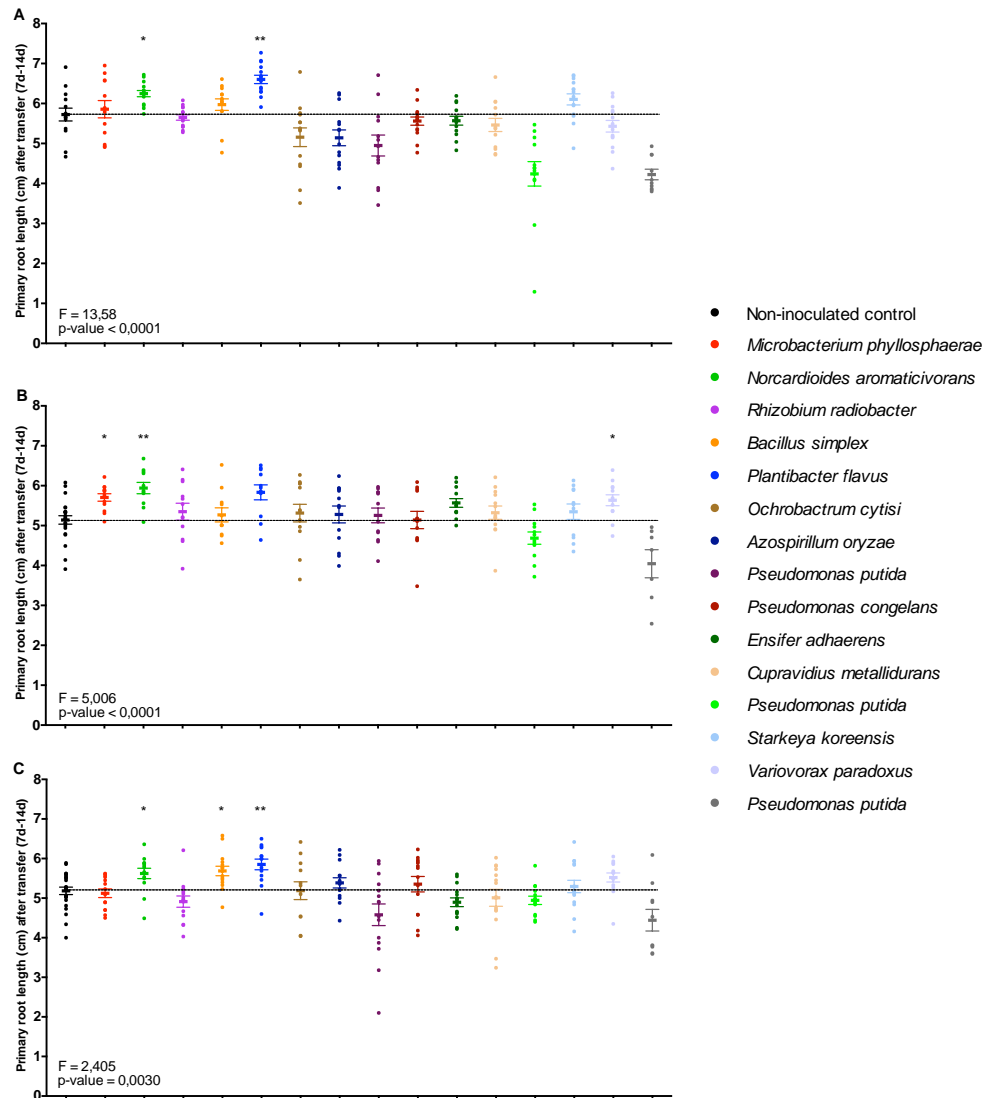 A
Primary root length (cm) after transfer (7d-14d)
8
7
6
5
4
3
2
1
0
*
**
F = 13,58
p-value < 0,0001
B
Primary root length (cm) after transfer (7d-14d)
8
7
6
5
4
3
2
1
0
*
**
*
F = 5,006
p-value < 0,0001
C
Primary root length (cm) after transfer (7d-14d)
8
7
6
5
4
3
2
1
0
*
*
**
F = 2,405
p-value = 0,0030
Non-inoculated control
Microbacterium phyllosphaerae
Norcardioides aromaticivorans
Rhizobium radiobacter
Bacillus simplex
Plantibacter flavus
Ochrobactrum cytisi
Azospirillum oryzae
Pseudomonas putida
Pseudomonas congelans
Ensifer adhaerens
Cupravidius metallidurans
Pseudomonas putida
Starkeya koreensis
Variovorax paradoxus
Pseudomonas putida